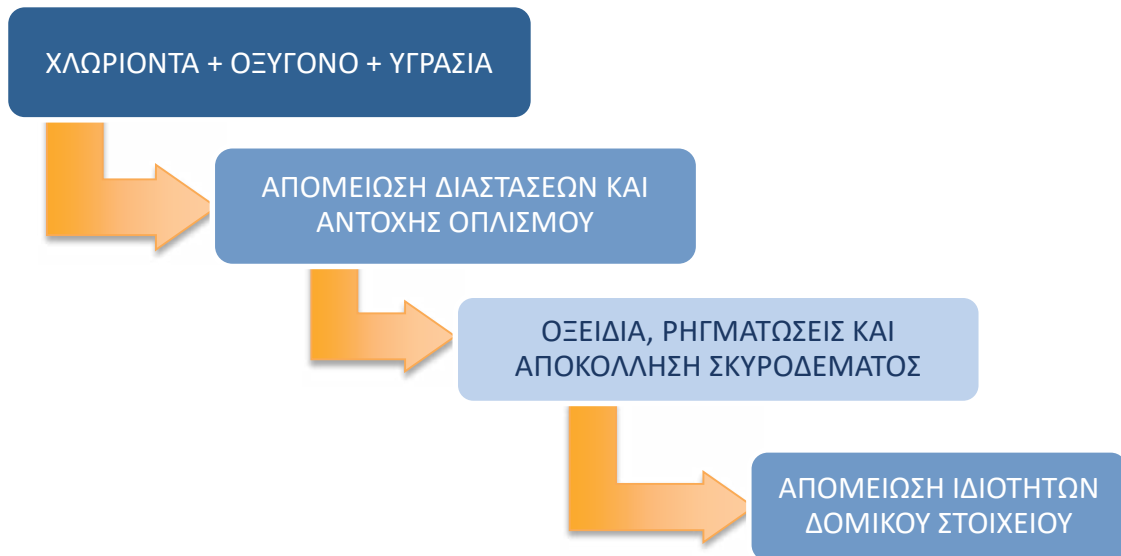 ΧΛΩΡΙΟΝΤΑ + ΟΞΥΓΟΝΟ + ΥΓΡΑΣΙΑ
ΑΠΟΜΕΙΩΣΗ ΔΙΑΣΤΑΣΕΩΝ ΚΑΙ
ΑΝΤΟΧΗΣ ΟΠΛΙΣΜΟΥ
ΟΞΕΙΔΙΑ, ΡΗΓΜΑΤΩΣΕΙΣ ΚΑΙ
ΑΠΟΚΟΛΛΗΣΗ ΣΚΥΡΟΔΕΜΑΤΟΣ
ΑΠΟΜΕΙΩΣΗ ΙΔΙΟΤΗΤΩΝ
ΔΟΜΙΚΟΥ ΣΤΟΙΧΕΙΟΥ